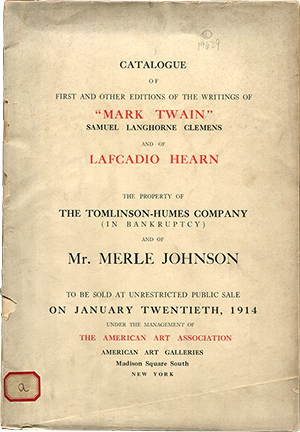 ©
19629
CATALOGUE
OF
FIRST AND OTHER EDITIONS OF THE WRITINGS OF
"MARK TWAIN"
SAMUEL LANGHORNE CLEMENS
AND OF
LAFCADIO HEARN
THE PROPERTY OF
THE TOMLINSON-HUMES COMPANY
(IN BANKRUPTCY)
AND OF
Mr. MERLE JOHNSON
TO BE SOLD AT UNRESTRICTED PUBLIC SALE
ON JANUARY TWENTIETH, 1914
UNDER THE MANAGEMENT OF
THE AMERICAN ART ASSOCIATION
AMERICAN ART GALLERIES
Madison Square South
NEW YORK
a